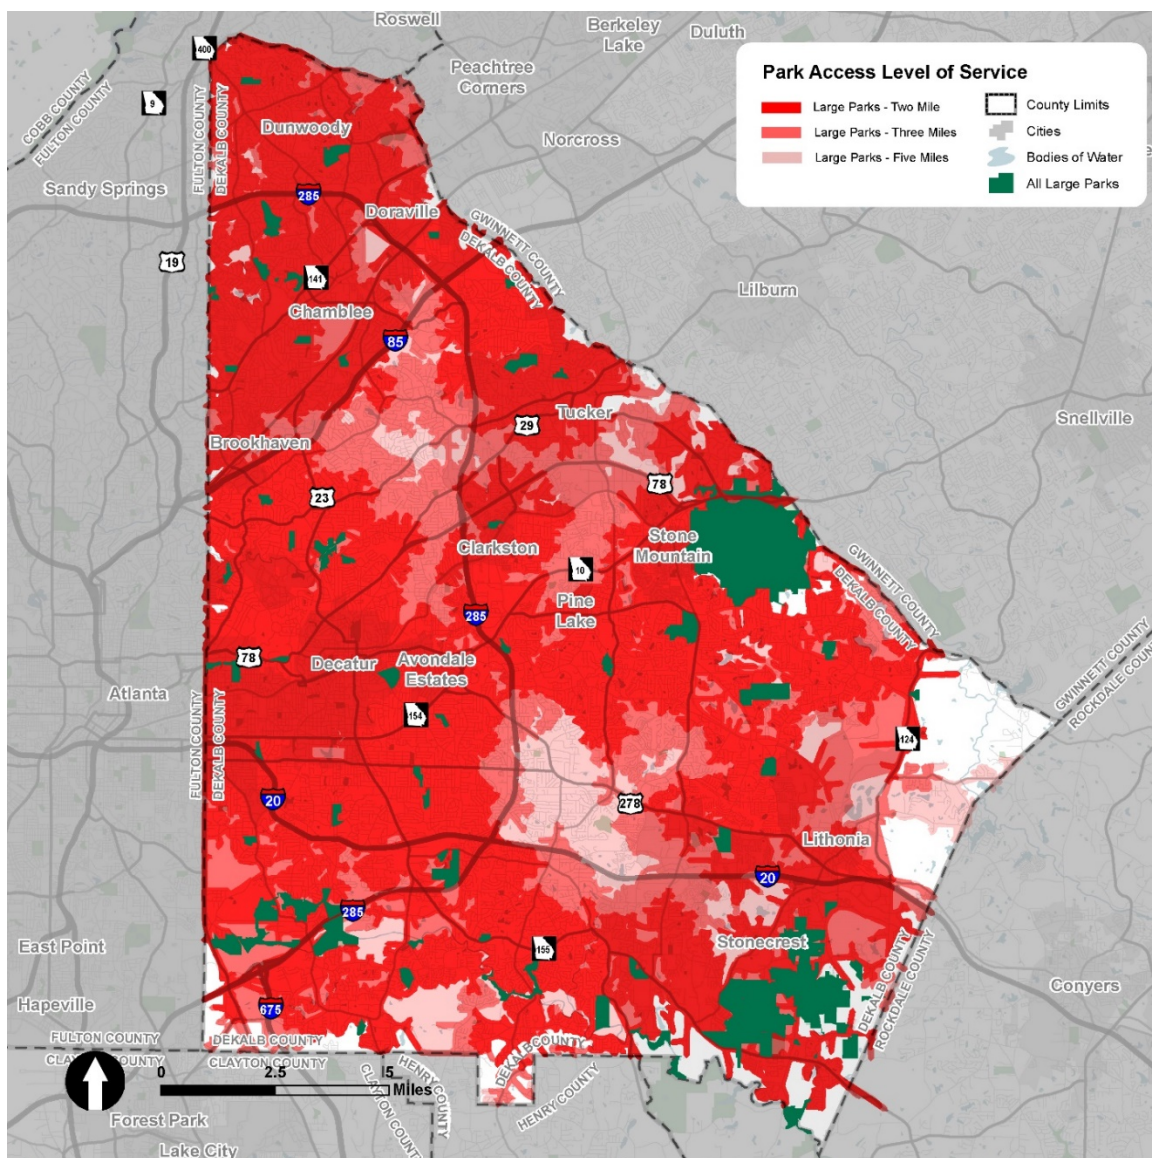 Roswell
Berkeley
Lake
Duluth
Peachtree
Corners
Norcross
Park Access Level of Service
Large Parks - Two Mile
Large Parks - Three Miles
Large Parks - Five Miles
County Limits
Cities
Bodies of Water
All Large Parks
400
9
COBB COUNTY
FULTON COUNTY
FULTON COUNTY
DEKALB COUNTY
Dunwoody
Sandy Springs
285
Doraville
GWINNETT COUNTY
DEKALB COUNTY
19
141
Lilburn
Chamblee
85
Tucker
Snellville
29
Brookhaven
78
23
Stone
Mountain
Clarkston
10
GWINNETT COUNTY
DEKALB COUNTY
Pine
Lake
285
78
Decatur
Avondale
Estates
GWINNETT COUNTY
ROCKDALE COUNTY
Atlanta
154
124
FULTON COUNTY
DEKALB COUNTY
20
278
Lithonia
20
285
East Point
155
Stonecrest
DEKALB COUNTY
ROCKDALE COUNTY
Conyers
Hapeville
675
FULTON COUNTY
DEKALB COUNTY
CLAYTON COUNTY
CLAYTON COUNTY
HENRY COUNTY
CLAYTON COUNTY
DEKALB COUNTY
HENRY COUNTY
0 2.5 5
Miles
Forest Park
Lake City